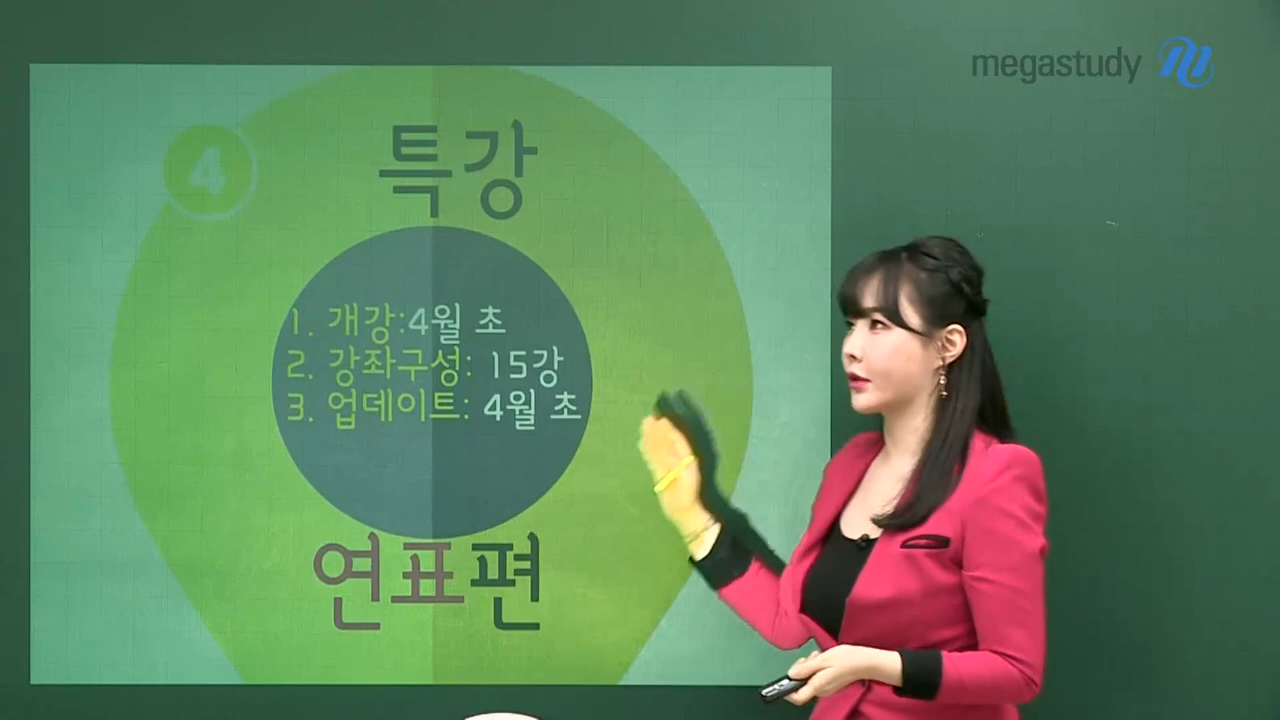 megastudy
4
특강
1. 개강:4월 초
2. 강좌구성: 15강
3. 업데이트: 4월 초
연표편